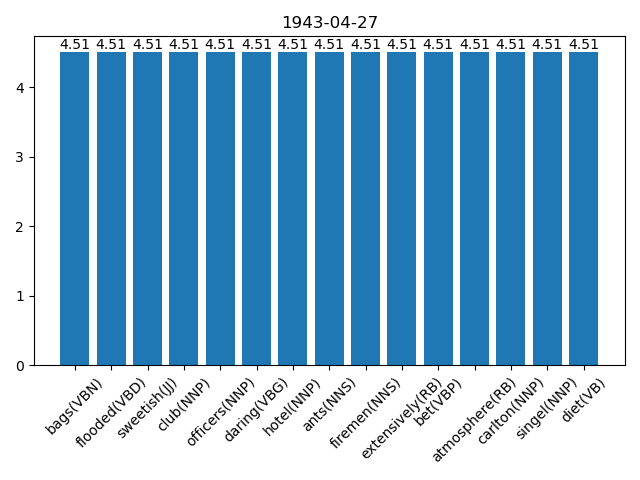 1943-04-27
4.51 4.51 4.51 4.51 4.51 4.51 4.51 4.51 4.51 4.51 4.51 4.51 4.51 4.51 4.51
4
3
2
1
0
bags(VBN)
flooded(VBD)
sweetish(JJ)
club(NNP)
officers(NNP)
daring(VBG)
hotel(NNP)
ants(NNS)
firemen(NNS)
extensively(RB)
bet(VBP)
atmosphere(RB)
carlton(NNP)
singel(NNP)
diet(VB)